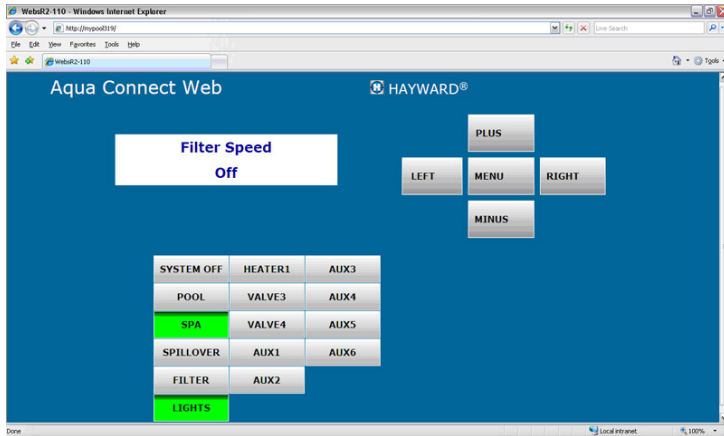 WebsR2-110 - Windows Internet Explorer
http://mypool319/
Live Search
File Edit View Favorites Tools Help
WebsR2-110
Tools
Aqua Connect Web
HAYWARD®
Filter Speed
Off
PLUS
LEFT MENU RIGHT
MINUS
SYSTEM OFF HEATER1 AUX3
POOL VALVE3 AUX4
SPA VALVE4 AUX5
SPILLOVER AUX1 AUX6
FILTER AUX2
LIGHTS
Done
Local intranet
100%